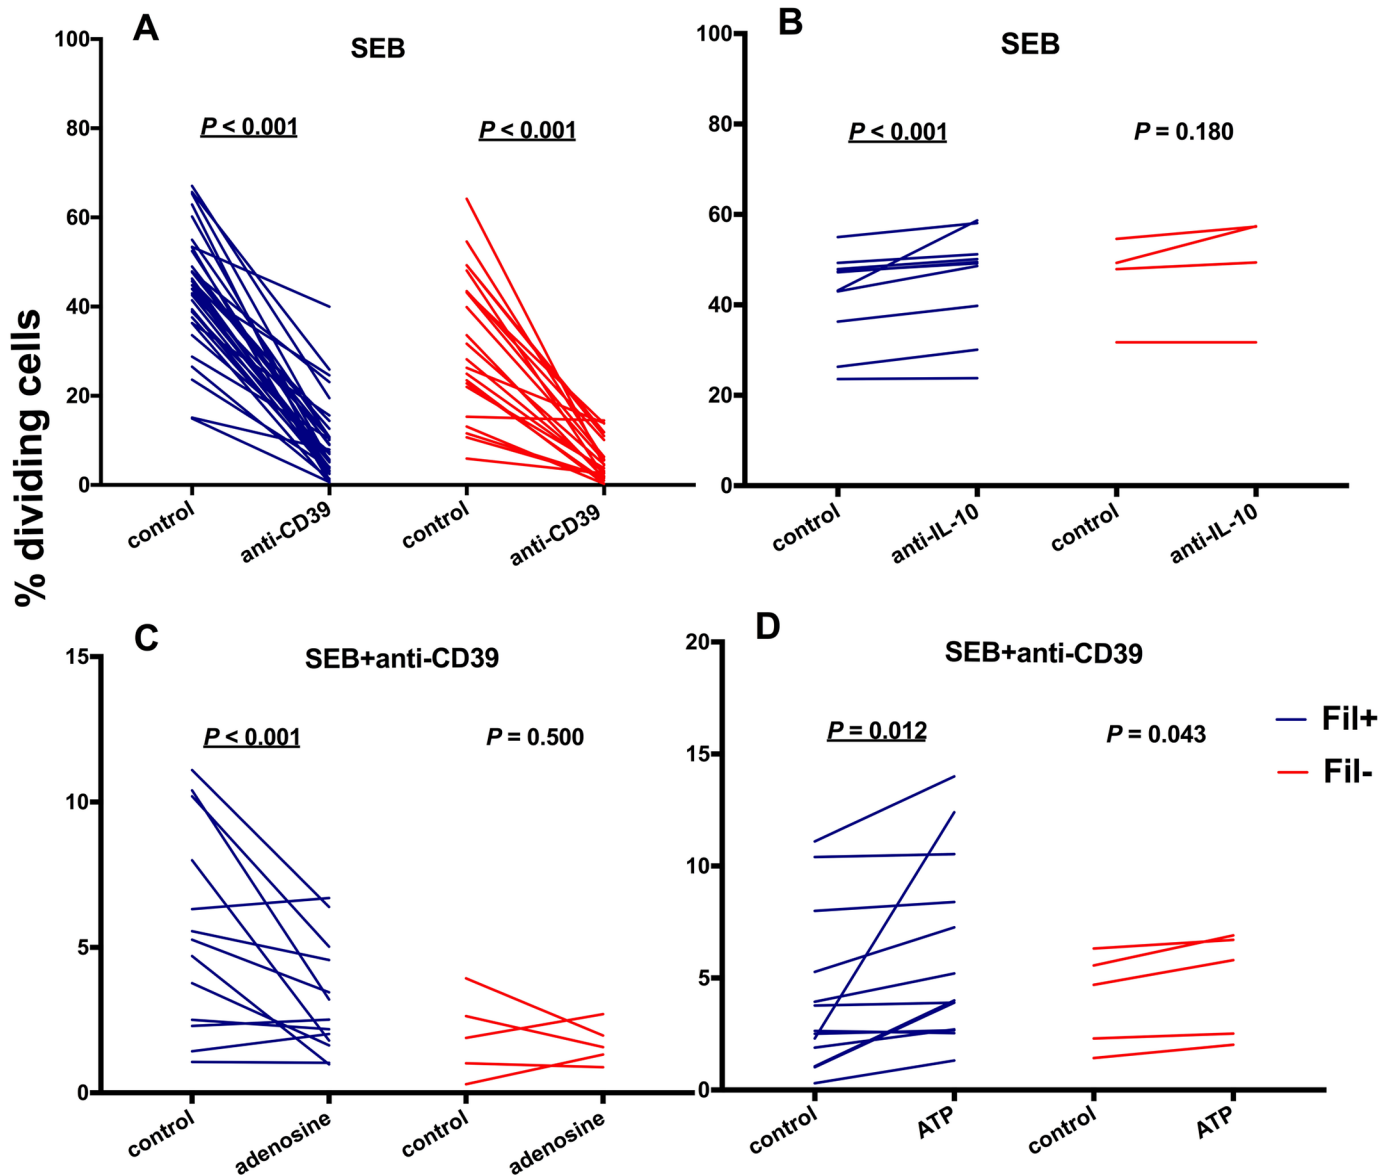 % dividing cells
A
SEB
100
80
60
40
20
0
P < 0.001
P < 0.001
control
anti-CD39
control
anti-CD39
B
SEB
100
80
60
40
20
0
P < 0.001
P = 0.180
control
anti-IL-10
control
anti-IL-10
C
SEB+anti-CD39
15
10
5
0
P < 0.001
P = 0.500
control
adenosine
control
adenosine
D
SEB+anti-CD39
20
15
10
5
0
P = 0.012
P = 0.043
control
ATP
control
ATP
Fil+
Fil-